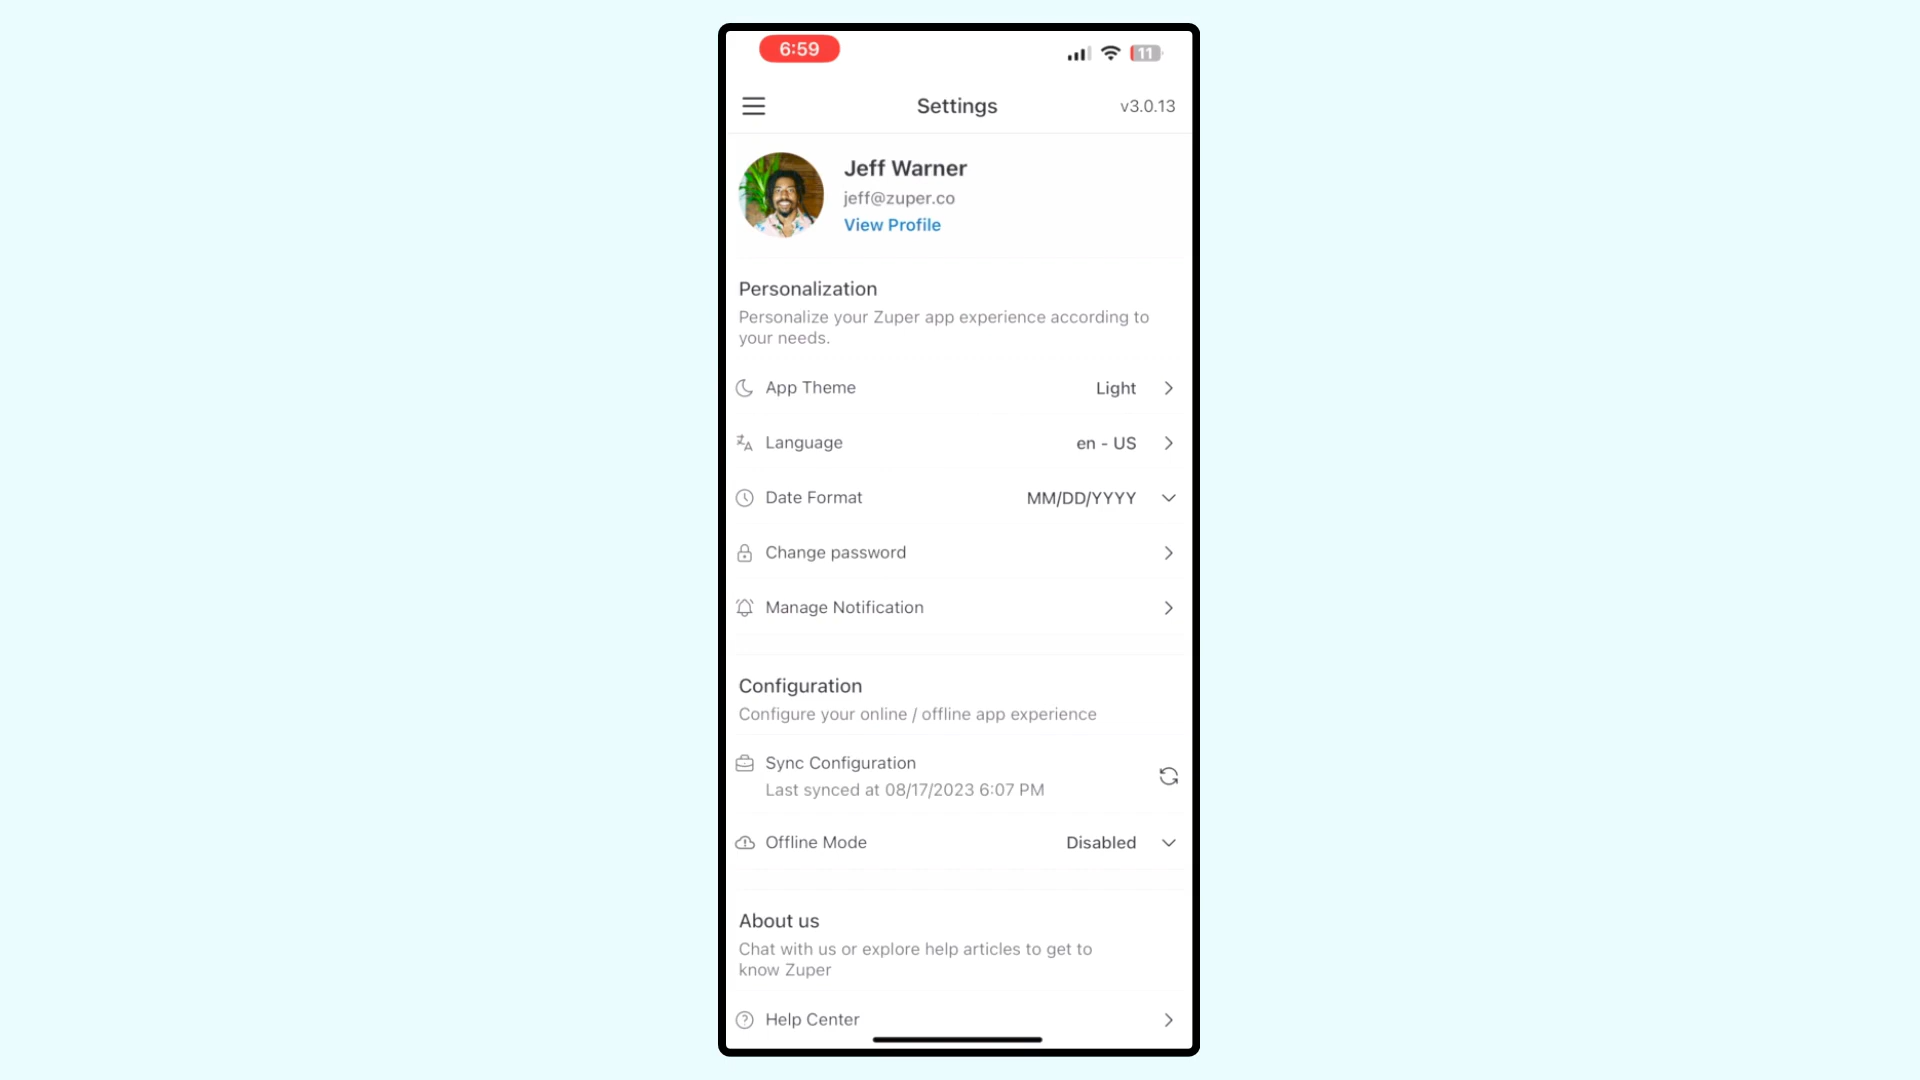 6:59
11
Settings
v3.0.13
Jeff Warner
jeff@zuper.co
View Profile
Personalization
Personalize your Zuper app experience according to
your needs.
App Theme
Light
Language
en - US
Date Format
MM/DD/YYYY
Change password
Manage Notification
Configuration
Configure your online / offline app experience
Sync Configuration
Last synced at 08/17/2023 6:07 PM
Offline Mode
Disabled
About us
Chat with us or explore help articles to get to
know Zuper
Help Center